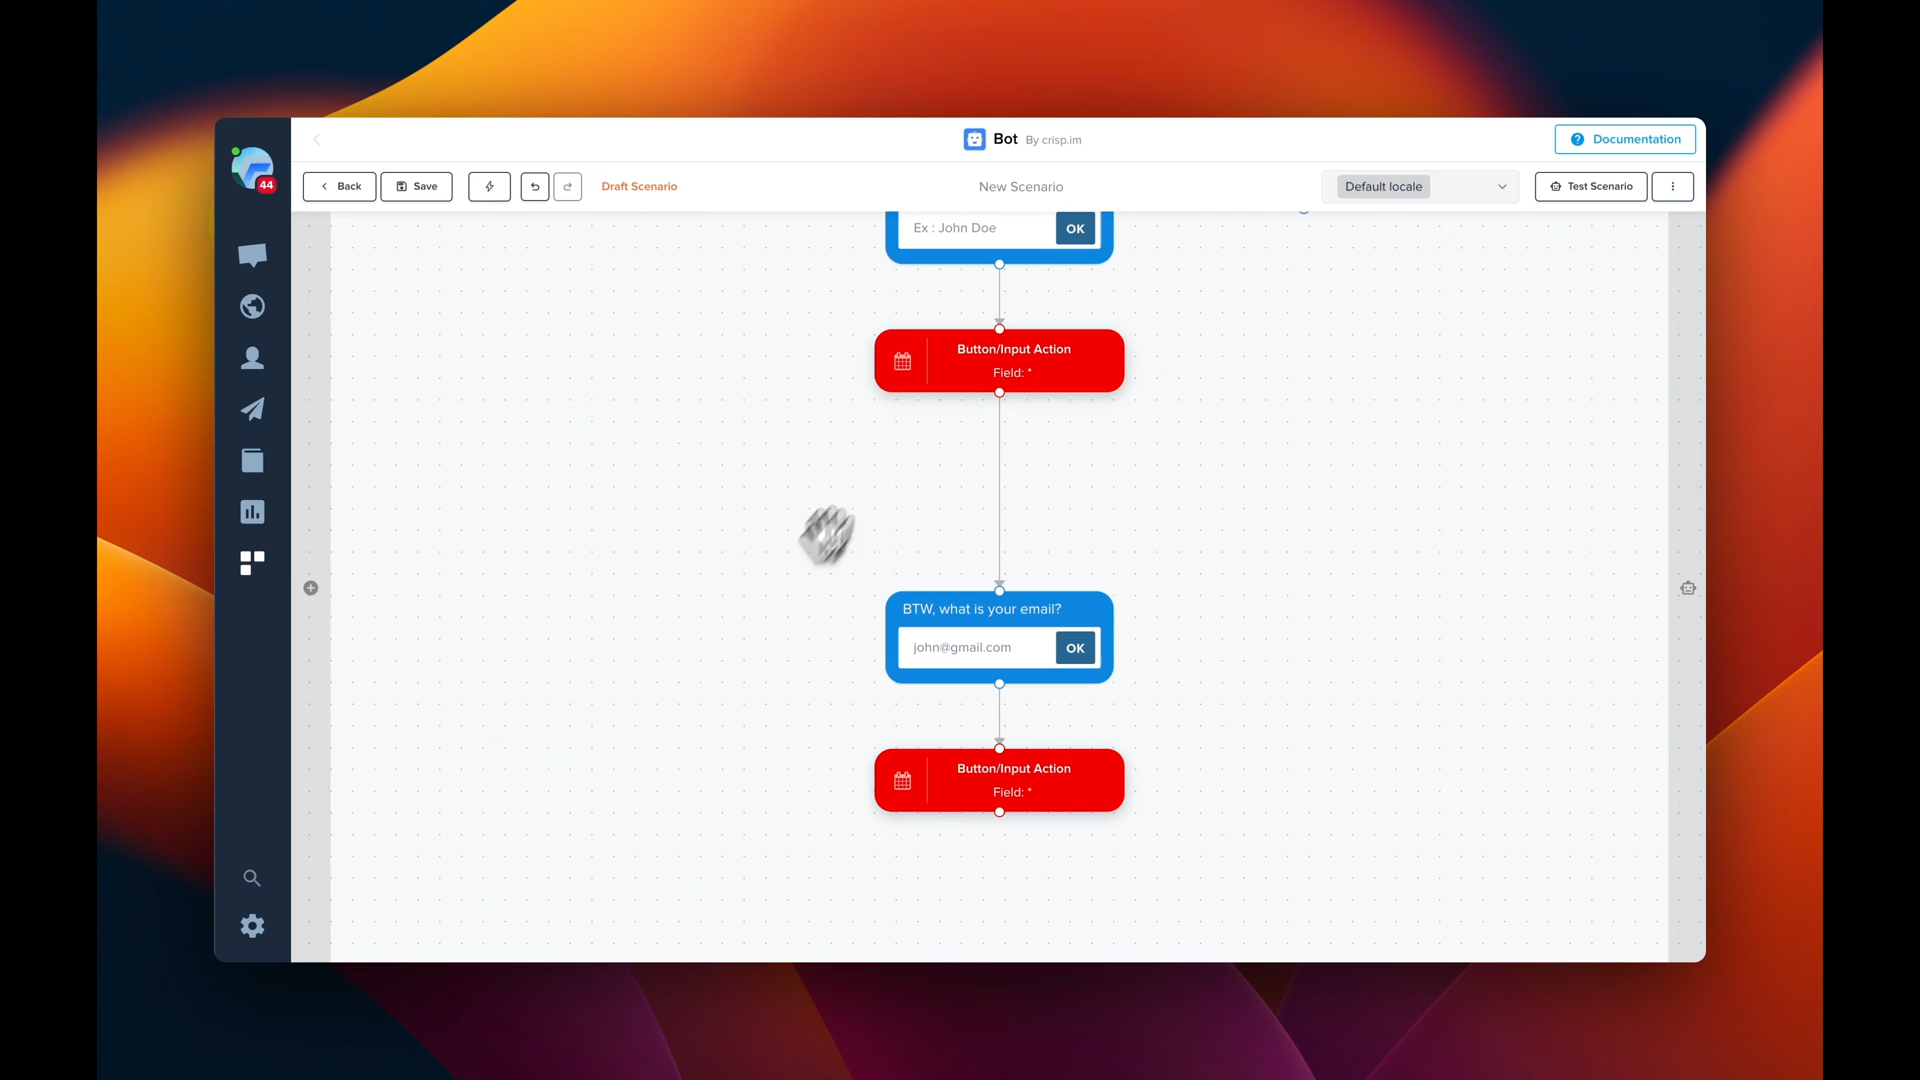 Bot By crisp.im
Documentation
44
Back
Save
Draft Scenario
New Scenario
Default locale
Test Scenario
Ex : John Doe
OK
Button/Input Action
Field: *
BTW, what is your email?
john@gmail.com
OK
Button/Input Action
Field: *